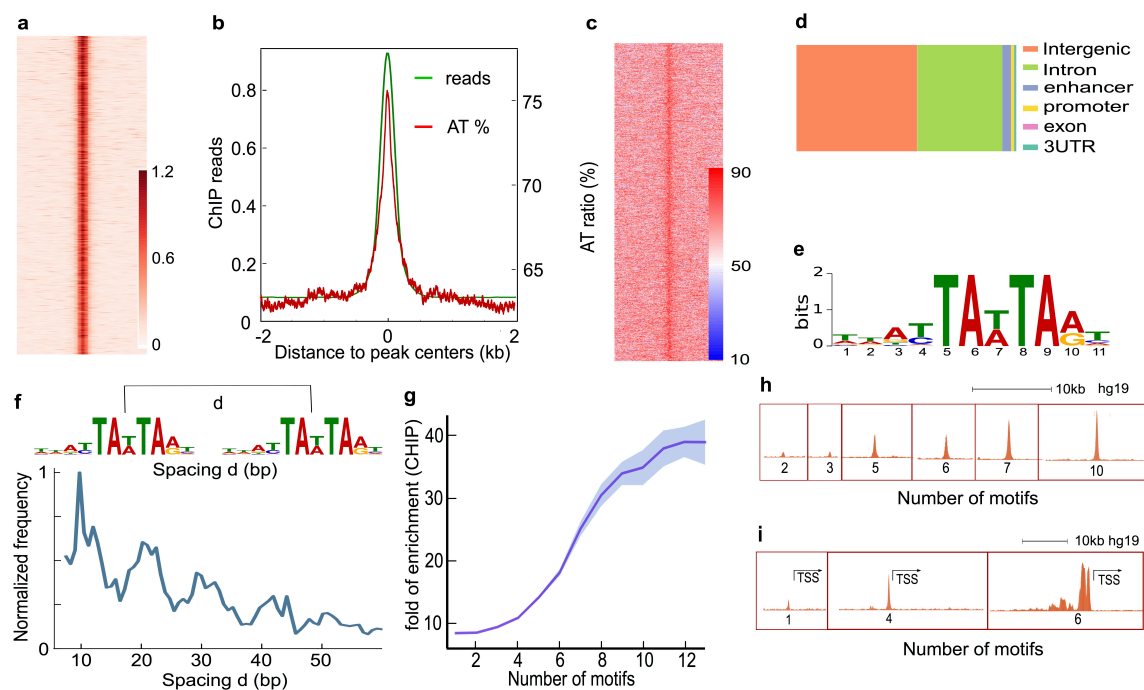 a
1.2
0.6
0
b
ChIP reads
0.8
0.6
0.4
0.2
0
reads
AT %
75
70
65
-2 0 2
Distance to peak centers (kb)
c
AT ratio (%)
90
50
10
d
Intergenic
Intron
enhancer
promoter
exon
3UTR
e
bits
2
1
0
1 2 3 4 5 6 7 8 9 10 11
f
d
Spacing d (bp)
Normalized frequency
1
0
10 20 30 40 50
Spacing d (bp)
g
fold of enrichment (CHIP)
40
30
20
10
2 4 6 8 10 12
Number of motifs
h
10kb hg19
2 3 5 6 7 10
Number of motifs
i
10kb hg19
TSS TSS TSS
1 4 6
Number of motifs